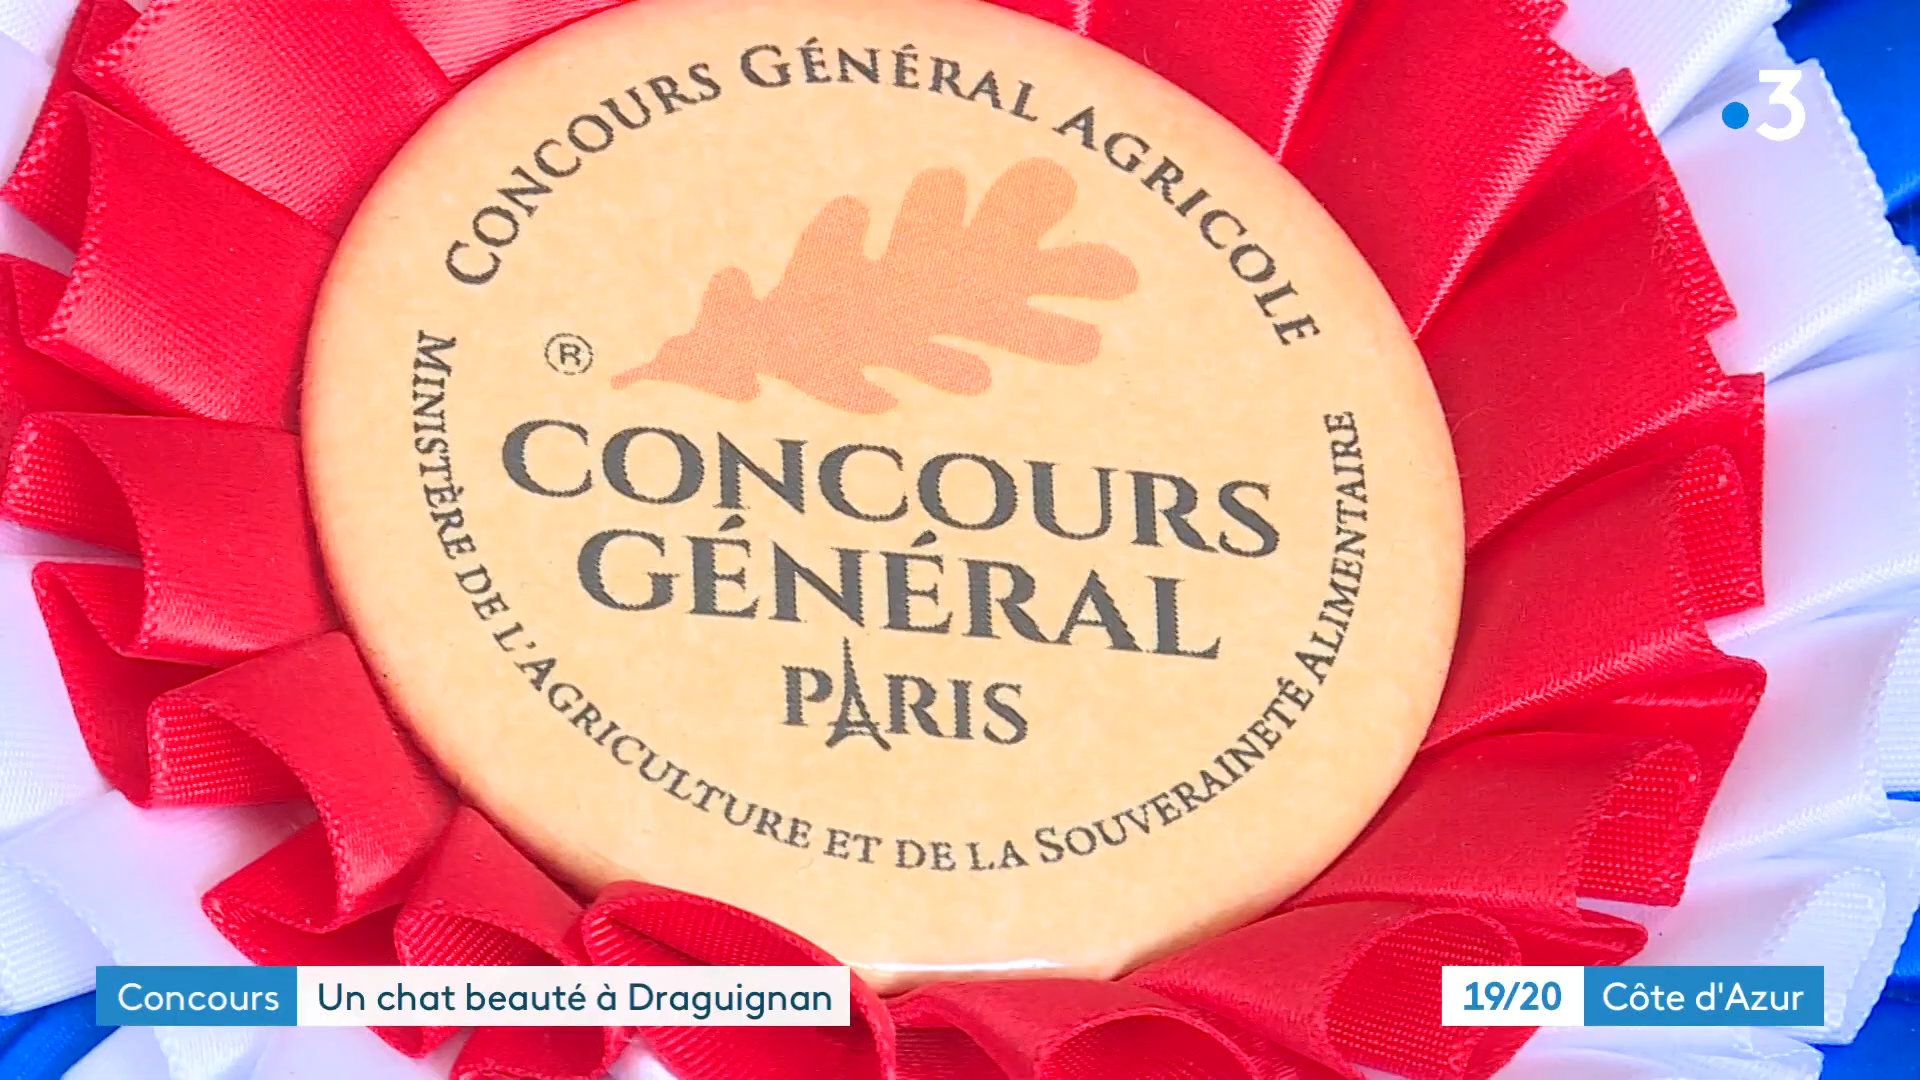 CONCOURS GÉNÉRAL AGRICOLE
3
®
CONCOURS
GÉNÉRAL
PARIS
MINISTÈRE DE L'AGRICULTURE ET DE LA SOUVERAINETÉ ALIMENTAIRE
Concours Un chat beauté à Draguignan
19/20 Côte d'Azur